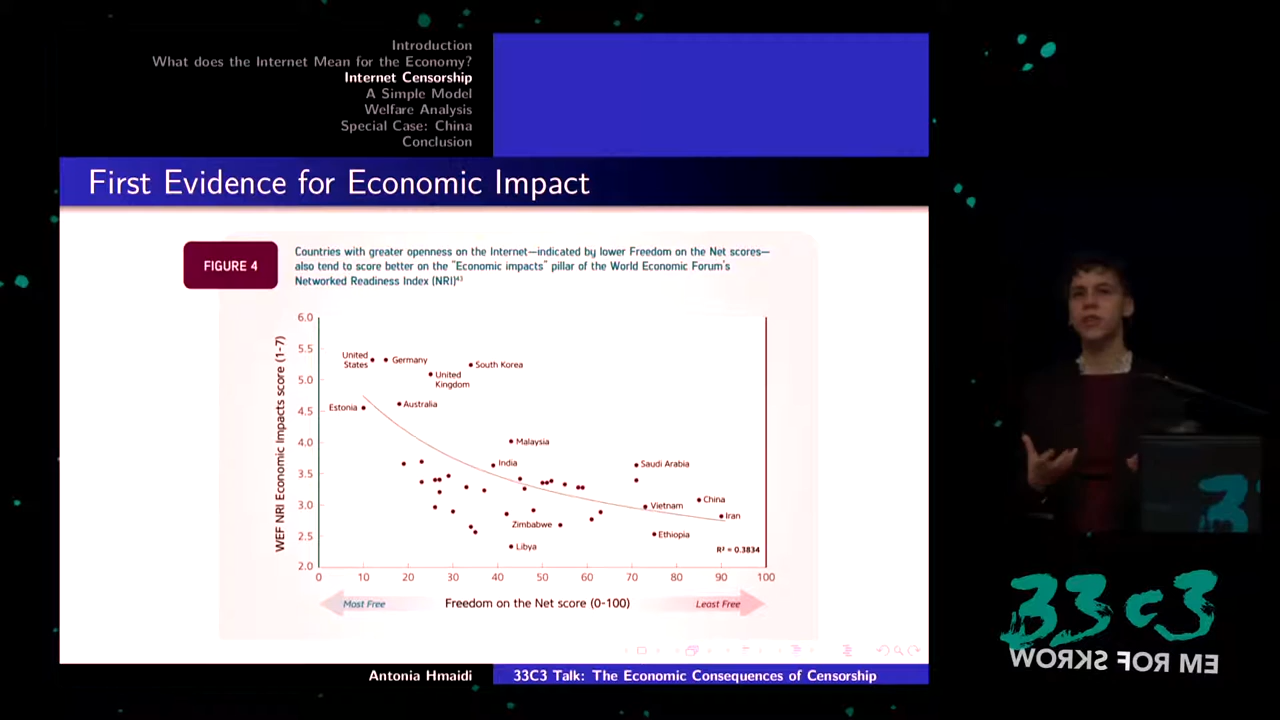 Introduction
What does the Internet Mean for the Economy?
Internet Censorship
A Simple Model
Welfare Analysis
Special Case: China
Conclusion
First Evidence for Economic Impact
FIGURE 4
Countries with greater openness on the Internet—indicated by lower Freedom on the Net scores—
also tend to score better on the "Economic impacts" pillar of the World Economic Forum's
Networked Readiness Index (NRI)⁴³
WEF NRI Economic Impacts score (1-7)
6.0
5.5
5.0
4.5
4.0
3.5
3.0
2.5
2.0
United
States
Germany
South Korea
United
Kingdom
Estonia
Australia
Malaysia
India
Saudi Arabia
China
Vietnam
Iran
Zimbabwe
Ethiopia
Libya
R² = 0.3834
0 10 20 30 40 50 60 70 80 90 100
Most Free
Freedom on the Net score (0-100)
Least Free
Antonia Hmaidi
33C3 Talk: The Economic Consequences of Censorship
33C3
WORKS FOR ME